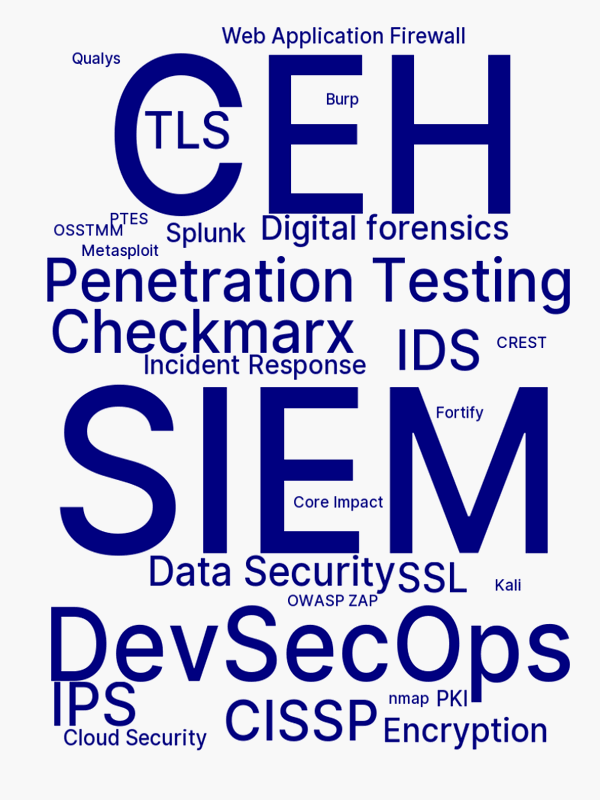 Web Application Firewall
Qualys
CEH
Burp
TLS
PTES
OSSTMM
Splunk
Digital forensics
Metasploit
Penetration Testing
Checkmarx
IDS
CREST
Incident Response
SIEM
Fortify
Core Impact
Data Security
SSL
Kali
OWASP ZAP
DevSecOps
IPS
CISSP
nmap
PKI
Cloud Security
Encryption